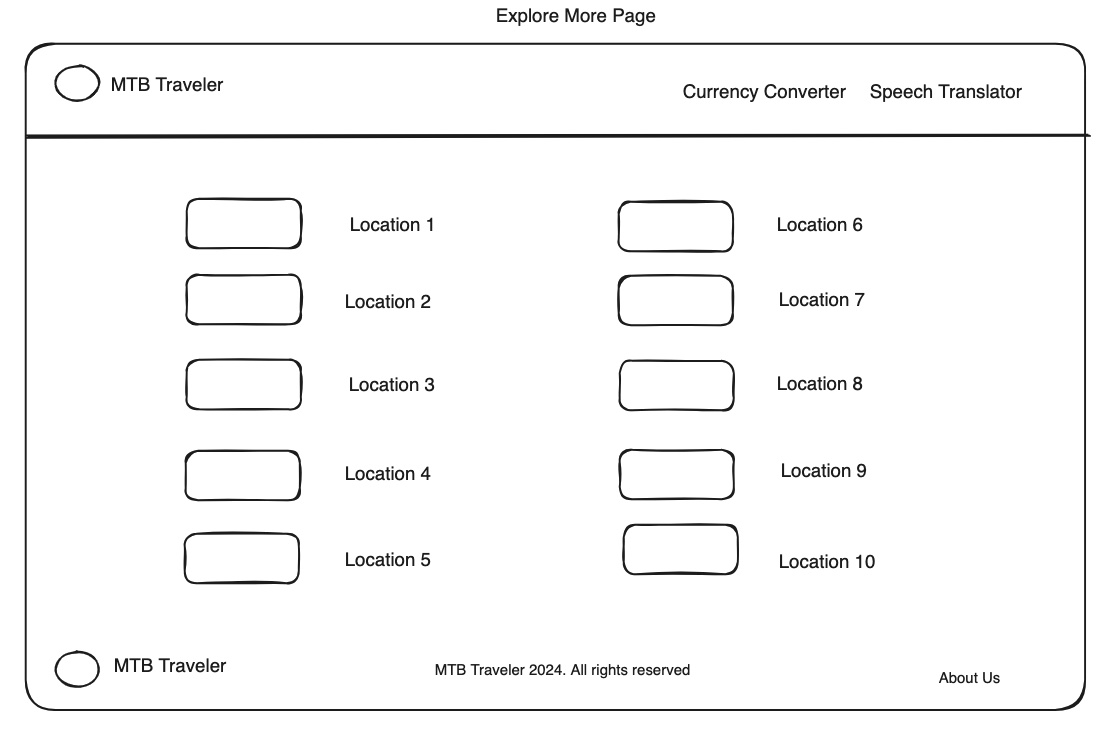 Explore More Page
MTB Traveler
Currency Converter Speech Translator
Location 1
Location 2
Location 3
Location 4
Location 5
Location 6
Location 7
Location 8
Location 9
Location 10
MTB Traveler
MTB Traveler 2024. All rights reserved
About Us